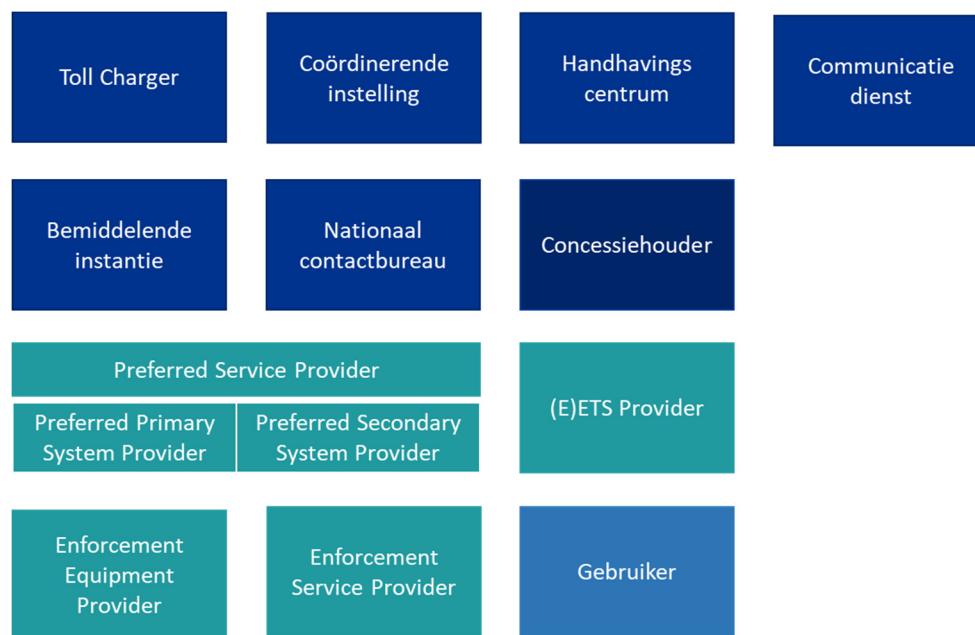 Toll Charger
Coördinerende
instelling
Handhavings
centrum
Communicatie
dienst
Bemiddelende
instantie
Nationaal
contactbureau
Concessiehouder
Preferred Service Provider
Preferred Primary
System Provider
Preferred Secondary
System Provider
(E)ETS Provider
Enforcement
Equipment
Provider
Enforcement
Service Provider
Gebruiker